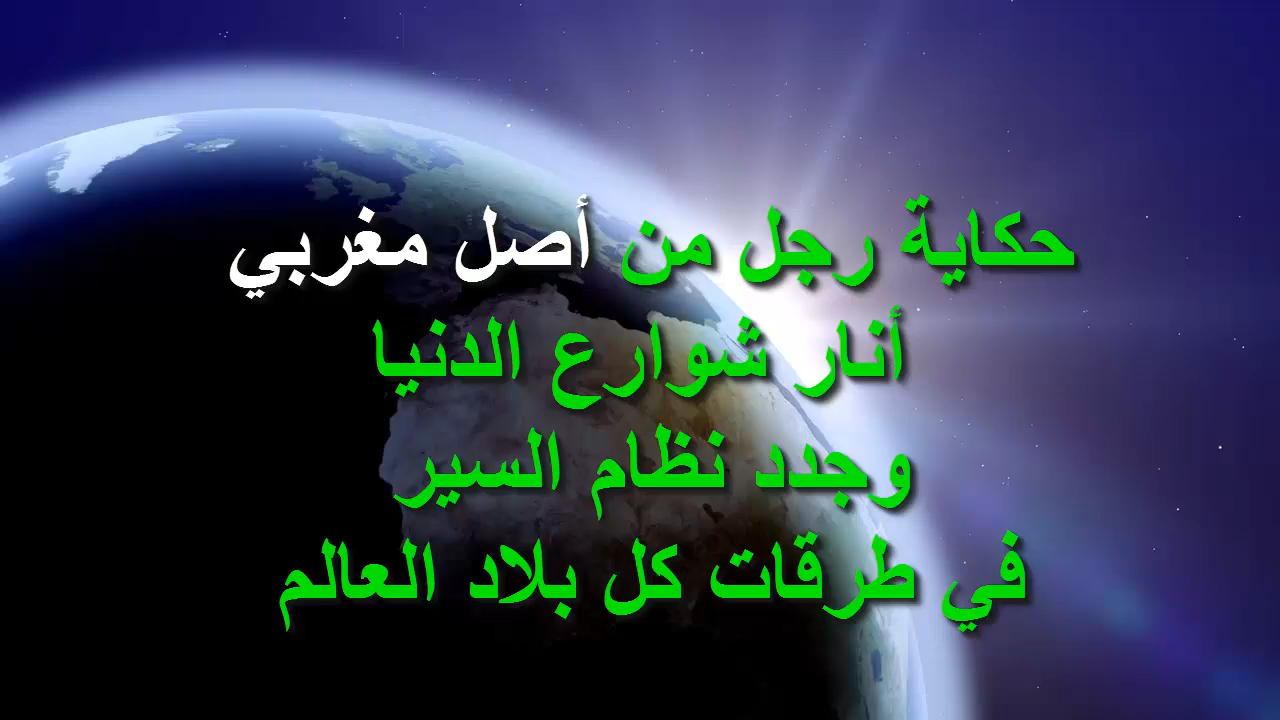 حكاية رجل من أصل مغربي
أنار شوارع الدنيا
وجدد نظام السير
في طرقات كل بلاد العالم